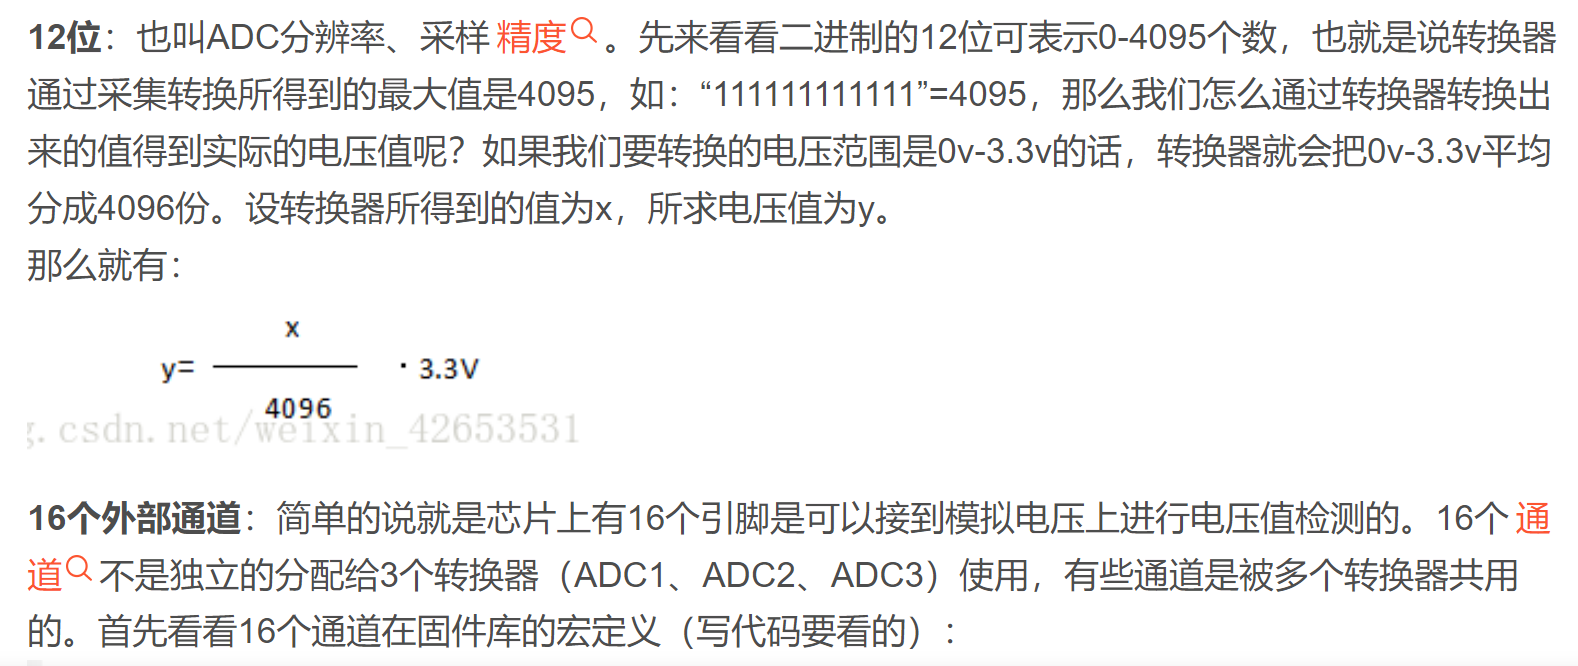 12位：也叫ADC分辨率、采样 精度 。先来看看二进制的12位可表示0-4095个数，也就是说转换器
通过采集转换所得到的最大值是4095，如：“111111111111”=4095，那么我们怎么通过转换器转换出
来的值得到实际的电压值呢？如果我们要转换的电压范围是0v-3.3v的话，转换器就会把0v-3.3v平均
分成4096份。设转换器所得到的值为x，所求电压值为y。
那么就有：
x
y= · 3.3V
4096
g.csdn.net/weixin_42653531
16个外部通道：简单的说就是芯片上有16个引脚是可以接到模拟电压上进行电压值检测的。16个 通
道 不是独立的分配给3个转换器（ADC1、ADC2、ADC3）使用，有些通道是被多个转换器共用
的。首先看看16个通道在固件库的宏定义（写代码要看的）：